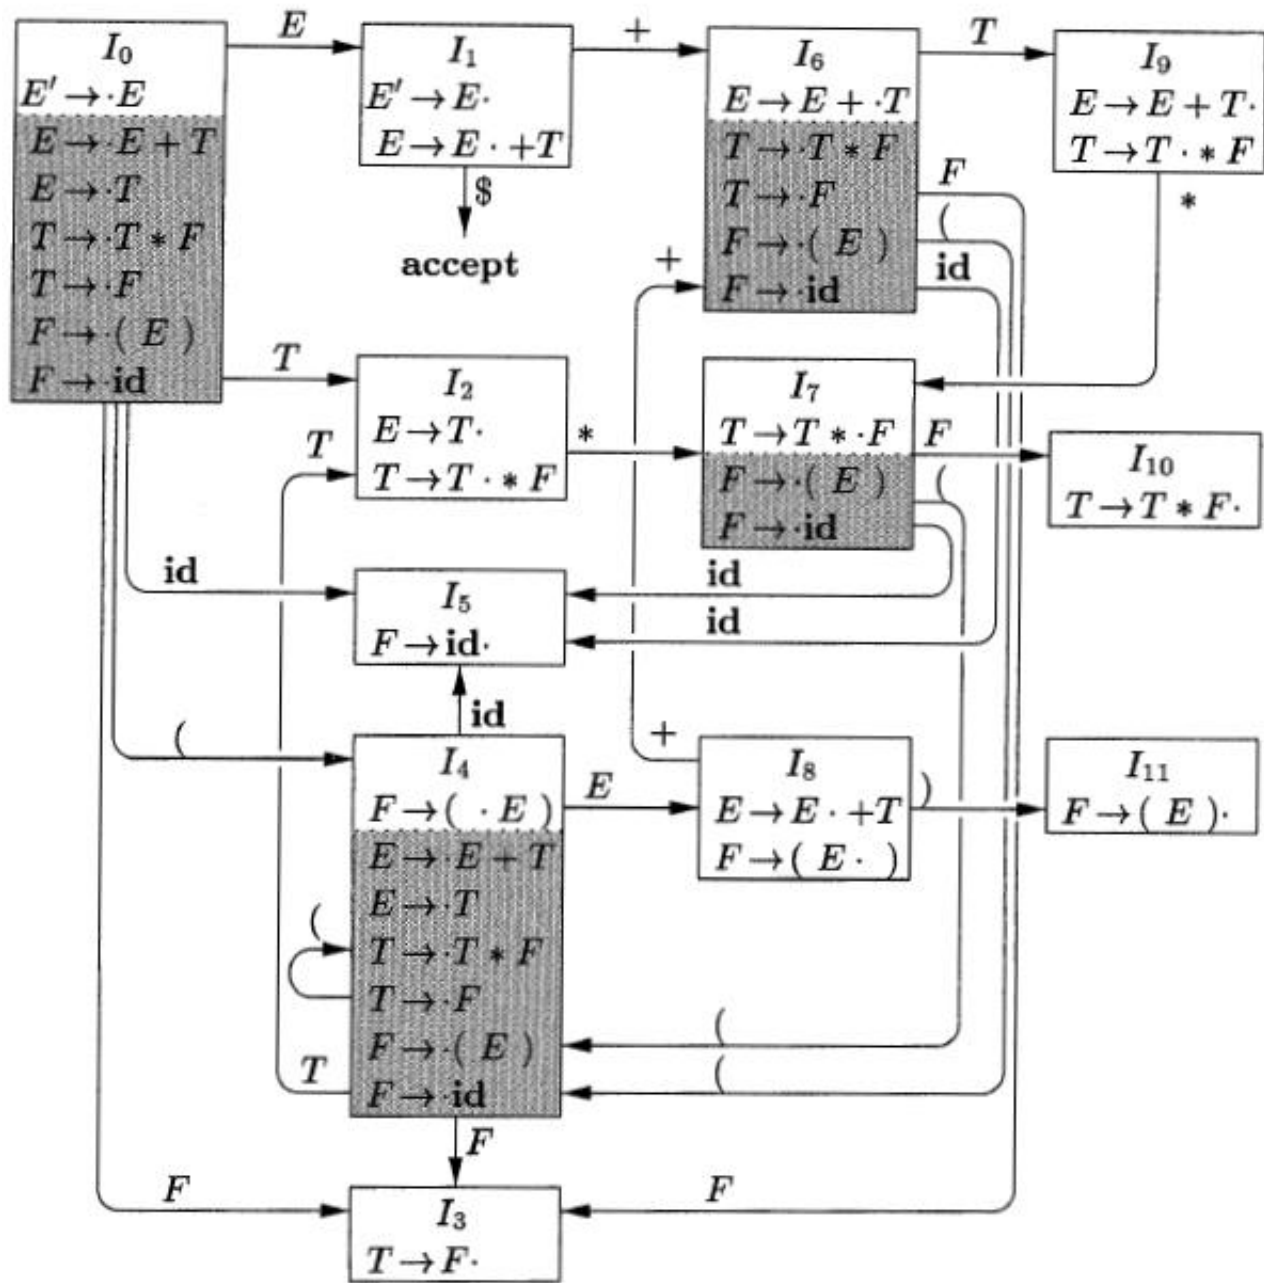 I₀
E′ → ·E
E → ·E + T
E → ·T
T → ·T * F
T → ·F
F → ·( E )
F → ·id
E
I₁
E′ → E·
E → E· +T
$
accept
+
I₆
E → E + ·T
T → ·T * F
T → ·F
F → ·( E )
F → ·id
T
I₉
E → E + T·
T → T· * F
*
F
(
id
+
T
I₂
E → T·
T → T· * F
T
*
I₇
T → T * ·F
F → ·( E )
F → ·id
F
(
I₁₀
T → T * F·
id
I₅
F → id·
id
id
id
(
I₄
F → ( ·E )
E → ·E + T
E → ·T
T → ·T * F
T → ·F
F → ·( E )
F → ·id
(
T
E
+
I₈
E → E· +T
F → ( E· )
)
I₁₁
F → ( E )·
(
(
F
F
F
I₃
T → F·